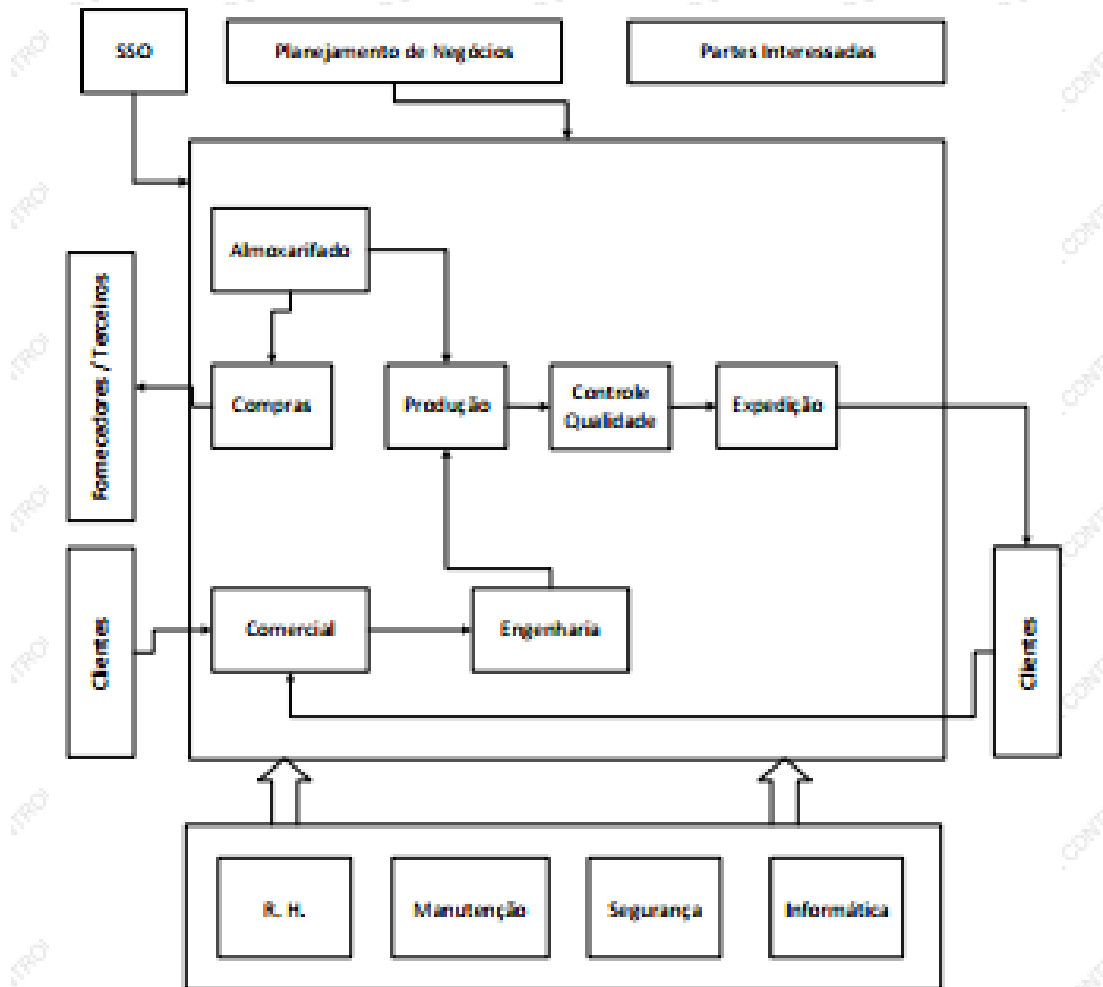 SSO
Planejamento de Negócios
Partes Interessadas
Almoxarifado
Fornecedores / Terceiros
Compras
Produção
Controle
Qualidade
Expedição
Clientes
Comercial
Engenharia
Clientes
R. H.
Manutenção
Segurança
Informática